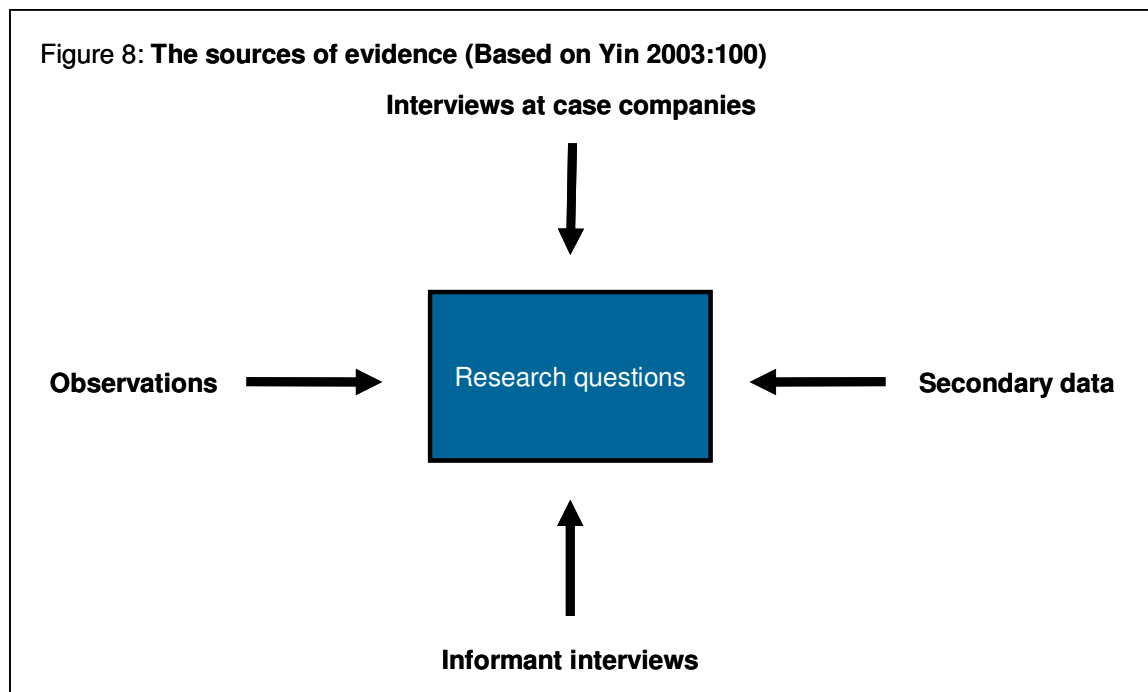 Figure 8: The sources of evidence (Based on Yin 2003:100)
Interviews at case companies
Observations
Research questions
Secondary data
Informant interviews